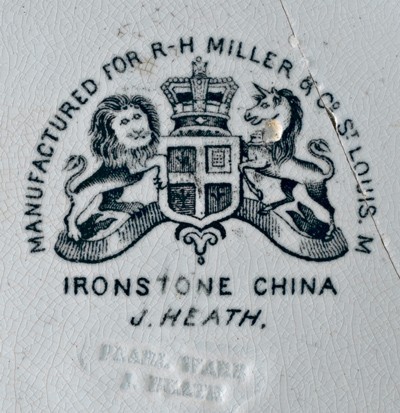 MANUFACTURED FOR R-H MILLER & Co St LOUIS. M
IRONSTONE CHINA
J. HEATH.
PEARL WARE
J. HEATH